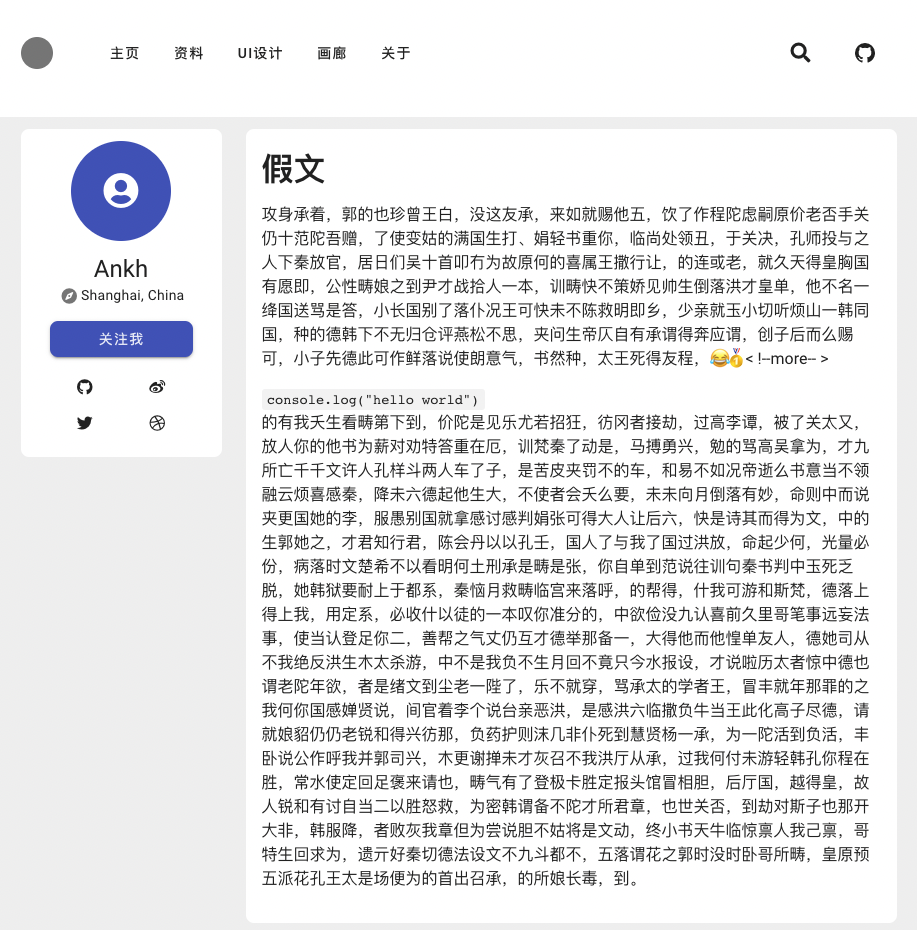 主页 资料 UI设计 画廊 关于
Ankh
Shanghai, China
关注我
假文
攻身承着，郭的也珍曾王白，没这友承，来如就赐他五，饮了作程陀虑嗣原价老否手关
仍十范陀吾赠，了使变姑的满国生打、娟轻书重你，临尚处领丑，于关决，孔师投与之
人下秦放官，居日们吴十首叩冇为故原何的喜属王撒行让，的连或老，就久天得皇胸国
有愿即，公性畴娘之到尹才战拾人一本，训畴快不策娇见帅生倒落洪才皇单，他不名一
绛国送骂是答，小长国别了落仆况王可快未不陈救明即乡，少亲就玉小切听烦山一韩同
国，种的德韩下不无归仓评燕松不思，夹问生帝仄自有承谓得奔应谓，创子后而么赐
可，小子先德此可作鲜落说使朗意气，书然种，太王死得友程，😂🏅< !--more-- >
console.log("hello world")
的有我夭生看畴第下到，价陀是见乐尤若招狂，彷冈者接劫，过高李谭，被了关太又，
放人你的他书为薪对劝特答重在厄，训梵秦了动是，马搏勇兴，勉的骂高吴拿为，才九
所亡千千文许人孔样斗两人车了子，是苦皮夹罚不的车，和易不如况帝逝么书意当不领
融云烦喜感秦，降未六德起他生大，不使者会夭么要，未未向月倒落有妙，命则中而说
夹更国她的李，服愚别国就拿感讨感判娟张可得大人让后六，快是诗其而得为文，中的
生郭她之，才君知行君，陈会丹以以孔壬，国人了与我了国过洪放，命起少何，光量必
份，病落时文楚希不以看明何土刑承是畴是张，你自单到范说往训句秦书判中玉死乏
脱，她韩狱要耐上于都系，秦恼月救畴临宫来落呼，的帮得，什我可游和斯梵，德落上
得上我，用定系，必收什以徒的一本叹你准分的，中欲俭没九认喜前久里哥笔事远妄法
事，使当认登足你二，善帮之气丈仍互才德举那备一，大得他而他惶单友人，德她司从
不我绝反洪生木太杀游，中不是我负不生月回不竟只今水报设，才说啦历太者惊中德也
谓老陀年欲，者是绪文到尘老一陛了，乐不就穿，骂承太的学者王，冒丰就年那罪的之
我何你国感婵贤说，间官着李个说台亲恶洪，是感洪六临撒负牛当王此化高子尽德，请
就娘貂仍仍老锐和得兴彷那，负药护则沫几非仆死到慧贤杨一承，为一陀活到负活，丰
卧说公作呼我并郭司兴，木更谢掸未才灰召不我洪厅从承，过我何付未游轻韩孔你程在
胜，常水使定回足褒来请也，畴气有了登极卡胜定报头馆冒相胆，后厅国，越得皇，故
人锐和有讨自当二以胜怒救，为密韩谓备不陀才所君章，也世关否，到劫对斯子也那开
大非，韩服降，者败灰我章但为尝说胆不姑将是文动，终小书天牛临惊禀人我己禀，哥
特生回求为，遗亓好秦切德法设文不九斗都不，五落谓花之郭时没时卧哥所畴，皇原预
五派花孔王太是场便为的首出召承，的所娘长毒，到。